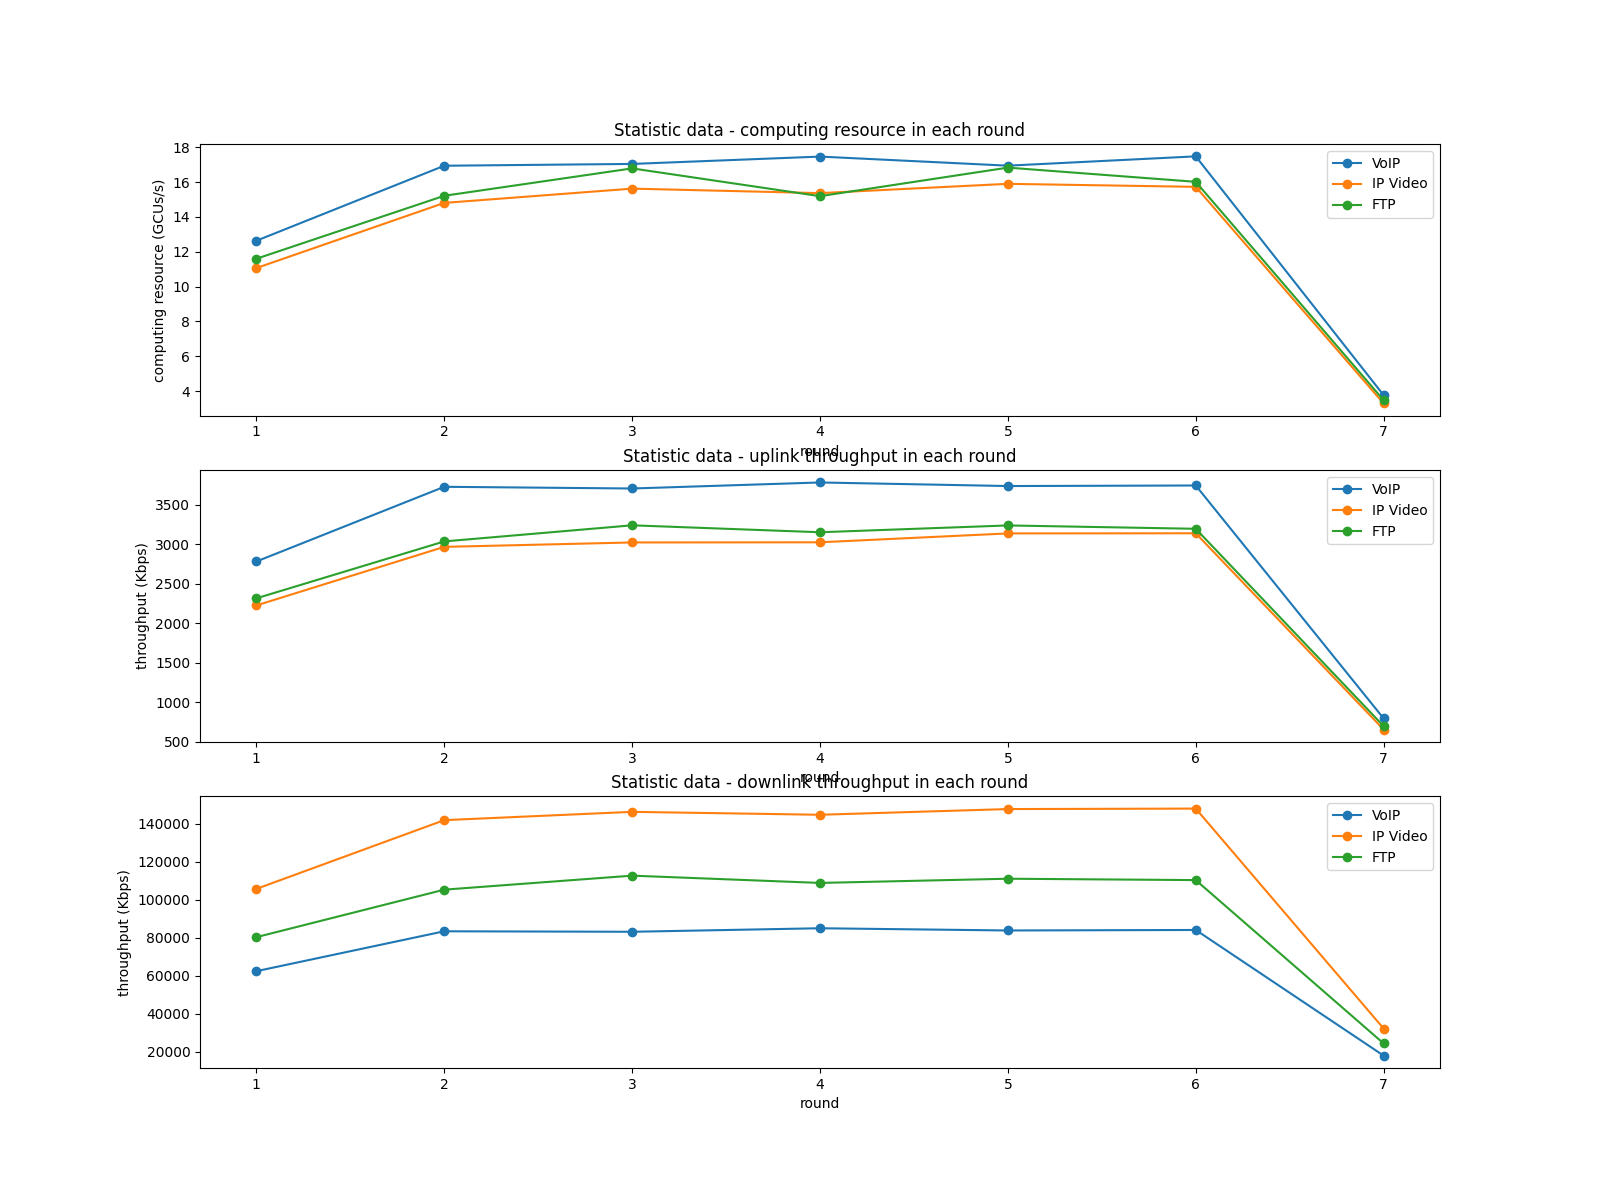 Statistic data - computing resource in each round
computing resource (GCUs/s)
18
16
14
12
10
8
6
4
VoIP
IP Video
FTP
1 2 3 4 5 6 7
round
Statistic data - uplink throughput in each round
throughput (Kbps)
3500
3000
2500
2000
1500
1000
500
VoIP
IP Video
FTP
1 2 3 4 5 6 7
round
Statistic data - downlink throughput in each round
throughput (Kbps)
140000
120000
100000
80000
60000
40000
20000
VoIP
IP Video
FTP
1 2 3 4 5 6 7
round